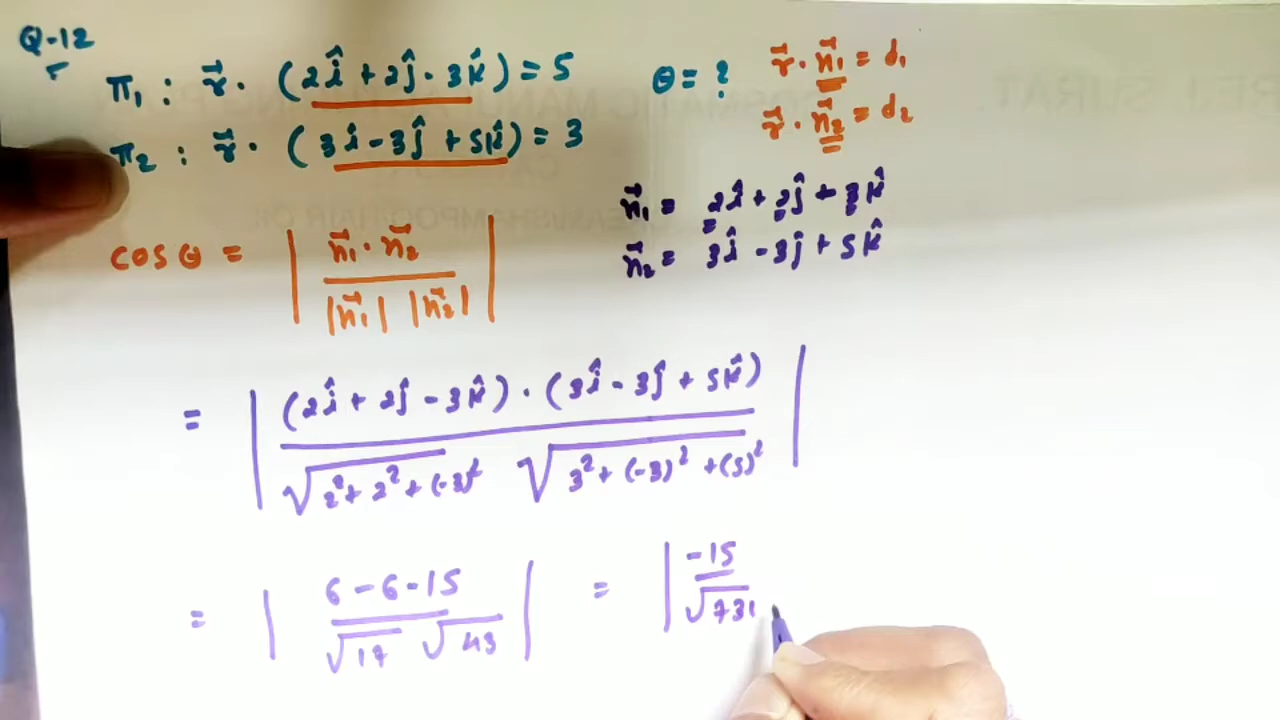 Q-12
π₁ : r⃗ · (2î + 2ĵ - 3k̂) = 5
θ = ?
r⃗ · n⃗₁ = d₁
π₂ : r⃗ · (3î - 3ĵ + 5k̂) = 3
r⃗ · n⃗₂ = d₂
n⃗₁ = 2î + 2ĵ - 3k̂
n⃗₂ = 3î - 3ĵ + 5k̂
cos θ = | n⃗₁ · n⃗₂ / |n⃗₁| |n⃗₂| |
= | (2î + 2ĵ - 3k̂) · (3î - 3ĵ + 5k̂) / √(2² + 2² + (-3)²) √(3² + (-3)² + (5)²) |
= | 6 - 6 - 15 / √17 √43 | = | -15 / √731